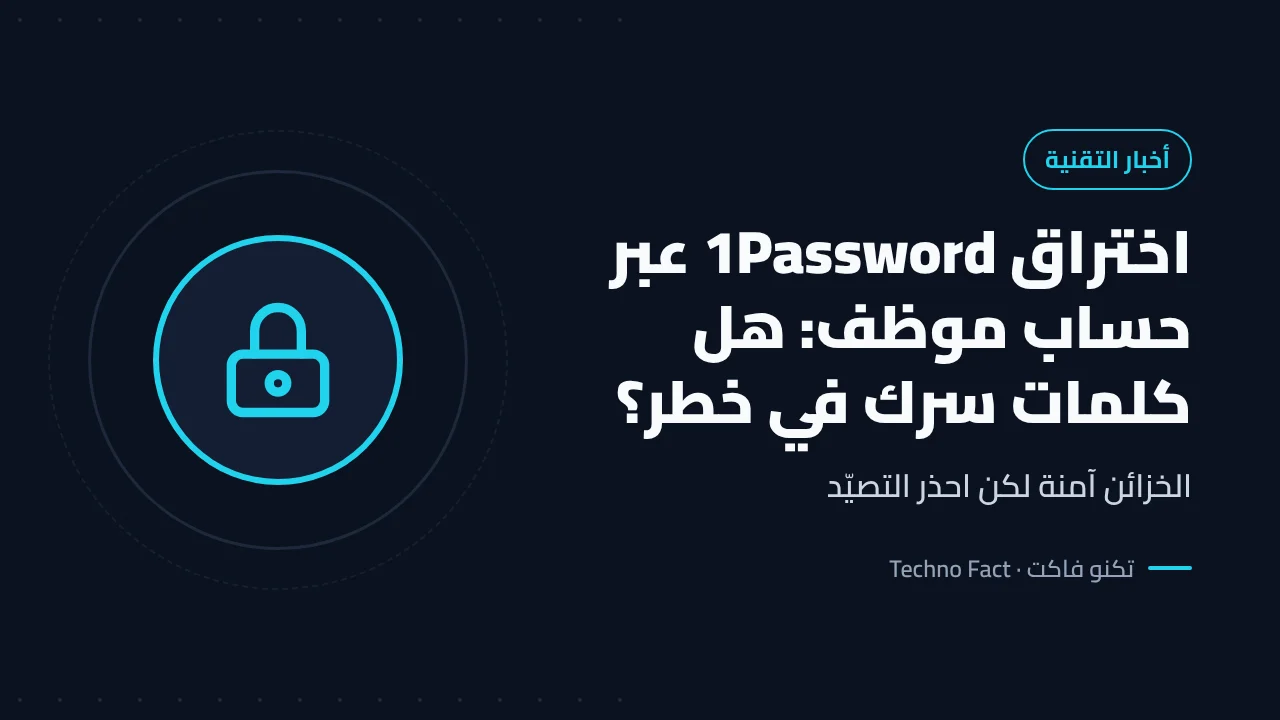 أخبار التقنية
اختراق 1Password عبر
حساب موظف: هل
كلمات سرك في خطر؟
الخزائن آمنة لكن احذر التصيّد
تكنو فاكت · Techno Fact